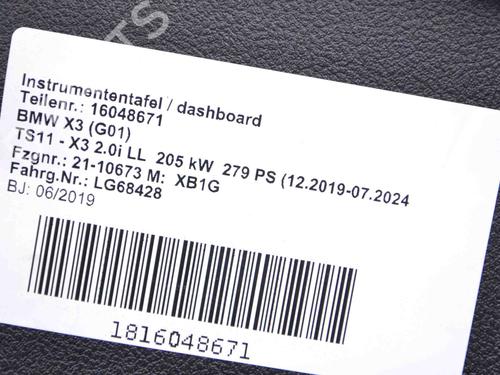 Instrumententafel / dashboard
Teilenr.: 16048671
BMW X3 (G01)
TS11 - X3 2.0i LL 205 kW 279 PS (12.2019-07.2024
Fzgnr.: 21-10673 M: XB1G
Fahrg.Nr.: LG68428
BJ: 06/2019
1816048671